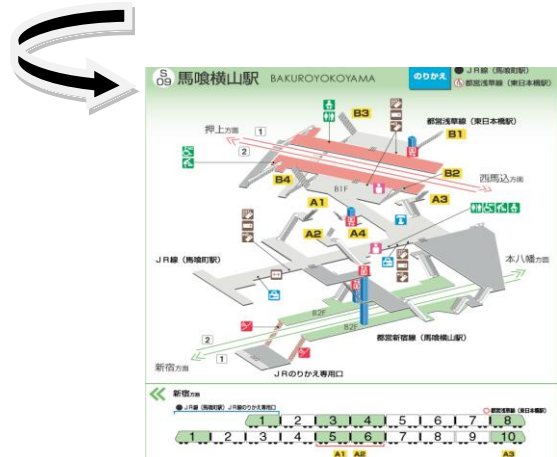 S 09 馬喰横山駅 BAKUROYOKOYAMA
のりかえ
●JR線（馬喰町駅）
都営浅草線（東日本橋駅）
B3
都営浅草線（東日本橋駅）
B1
押上方面
1
2
西馬込方面
B2
B4
B1F
A1
A3
A2
A4
本八幡方面
JR線（馬喰町駅）
B2F
B2F
都営新宿線（馬喰横山駅）
2
1
新宿方面
JRのりかえ専用口
新宿方面
●JR線（馬喰町駅）JR線のりかえ専用口
都営浅草線（東日本橋駅）
1 2 3 4 5 6 7 8
1 2 3 4 5 6 7 8 9 10
A1 A2 A3